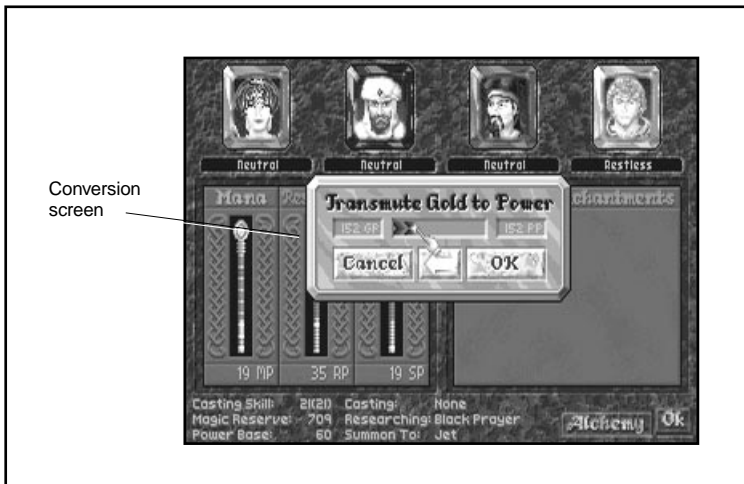 Neutral
Neutral
Neutral
Restless
Conversion
screen
Mana
Transmute Gold to Power
152 GP
152 PP
Cancel
OK
19 MP
35 RP
19 SP
Casting Skill: 21(21)
Casting: None
Magic Reserve: 709
Researching: Black Prayer
Power Base: 60
Summon To: Jet
Alchemy
Ok